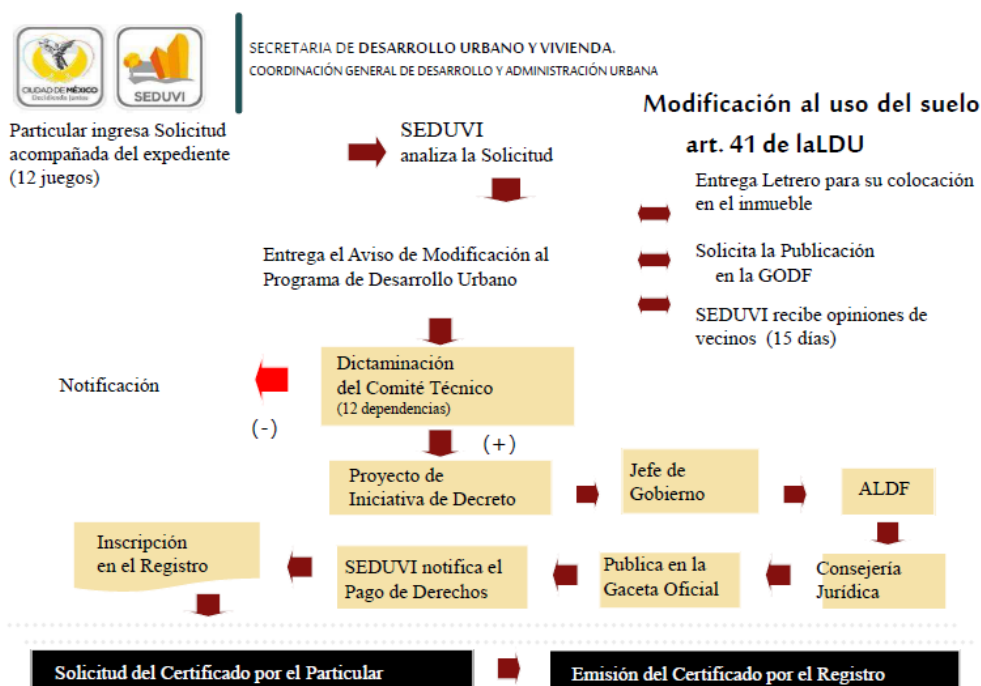 CIUDAD DE MÉXICO
Decidiendo Juntos
SEDUVI
SECRETARIA DE DESARROLLO URBANO Y VIVIENDA.
COORDINACIÓN GENERAL DE DESARROLLO Y ADMINISTRACIÓN URBANA
Modificación al uso del suelo
art. 41 de laLDU
Particular ingresa Solicitud
acompañada del expediente
(12 juegos)
SEDUVI
analiza la Solicitud
Entrega Letrero para su colocación
en el inmueble
Solicita la Publicación
en la GODF
SEDUVI recibe opiniones de
vecinos (15 días)
Entrega el Aviso de Modificación al
Programa de Desarrollo Urbano
Dictaminación
del Comité Técnico
(12 dependencias)
Notificación
(-)
(+)
Proyecto de
Iniciativa de Decreto
Jefe de
Gobierno
ALDF
Consejería
Jurídica
Publica en la
Gaceta Oficial
SEDUVI notifica el
Pago de Derechos
Inscripción
en el Registro
Solicitud del Certificado por el Particular
Emisión del Certificado por el Registro